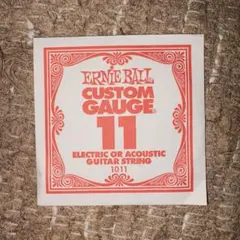 ERNIE BALL
CUSTOM
GAUGE®
11
ELECTRIC OR ACOUSTIC
GUITAR STRING
1011